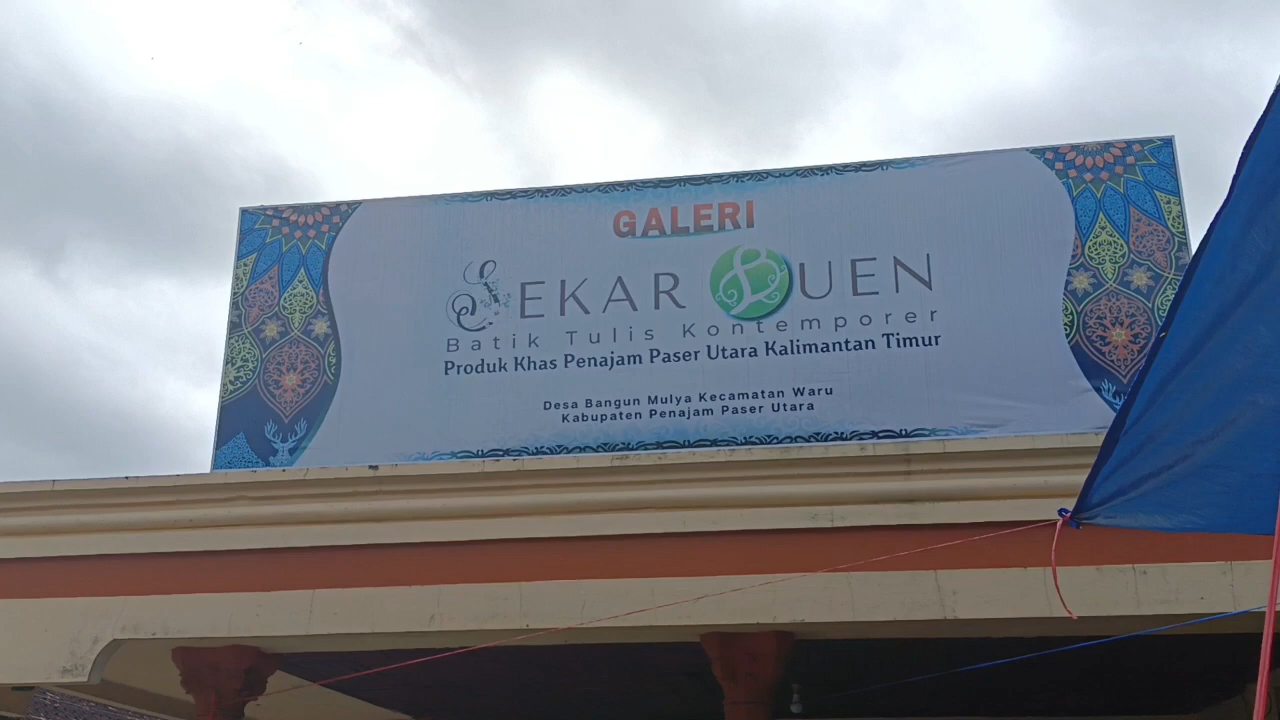 GALERI
SEKAR BUEN
Batik Tulis Kontemporer
Produk Khas Penajam Paser Utara Kalimantan Timur
Desa Bangun Mulya Kecamatan Waru
Kabupaten Penajam Paser Utara